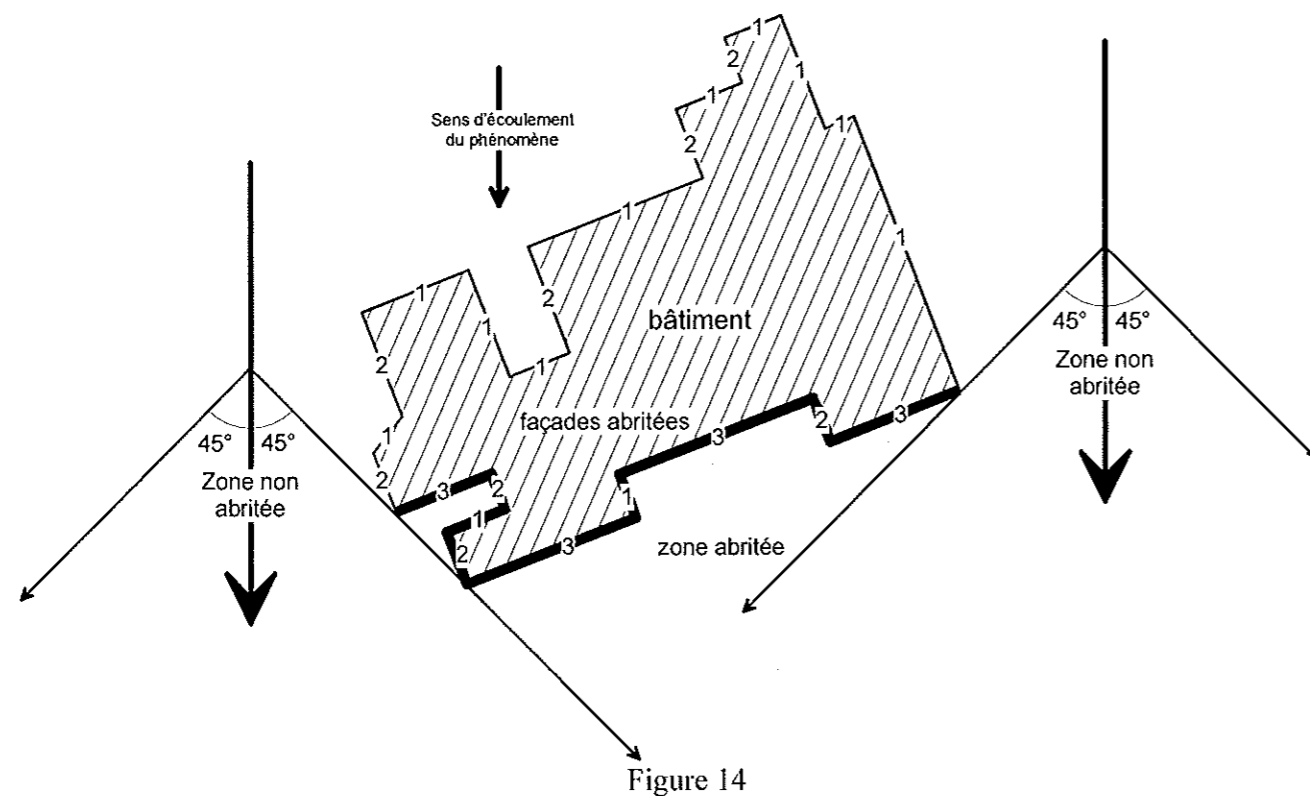 1
2
1
2
1
1
Sens d'écoulement
du phénomène
2
1
1
1
1
2
1
2
1
bâtiment
45° 45°
Zone non
abritée
2
1
façades abritées
2
3
3
2
2
3
1
1
2
3
zone abritée
45° 45°
Zone non
abritée
Figure 14